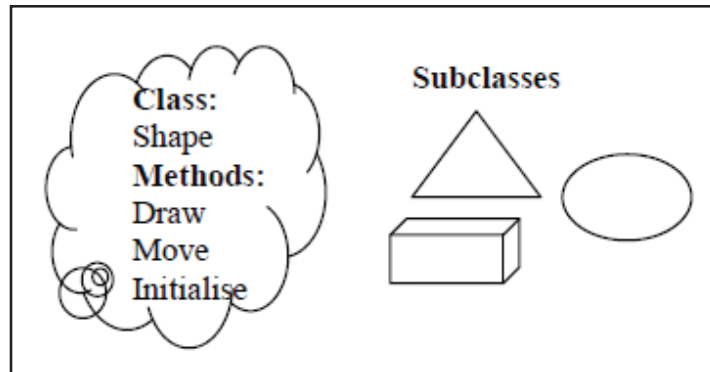 Class:
Shape
Methods:
Draw
Move
Initialise
Subclasses